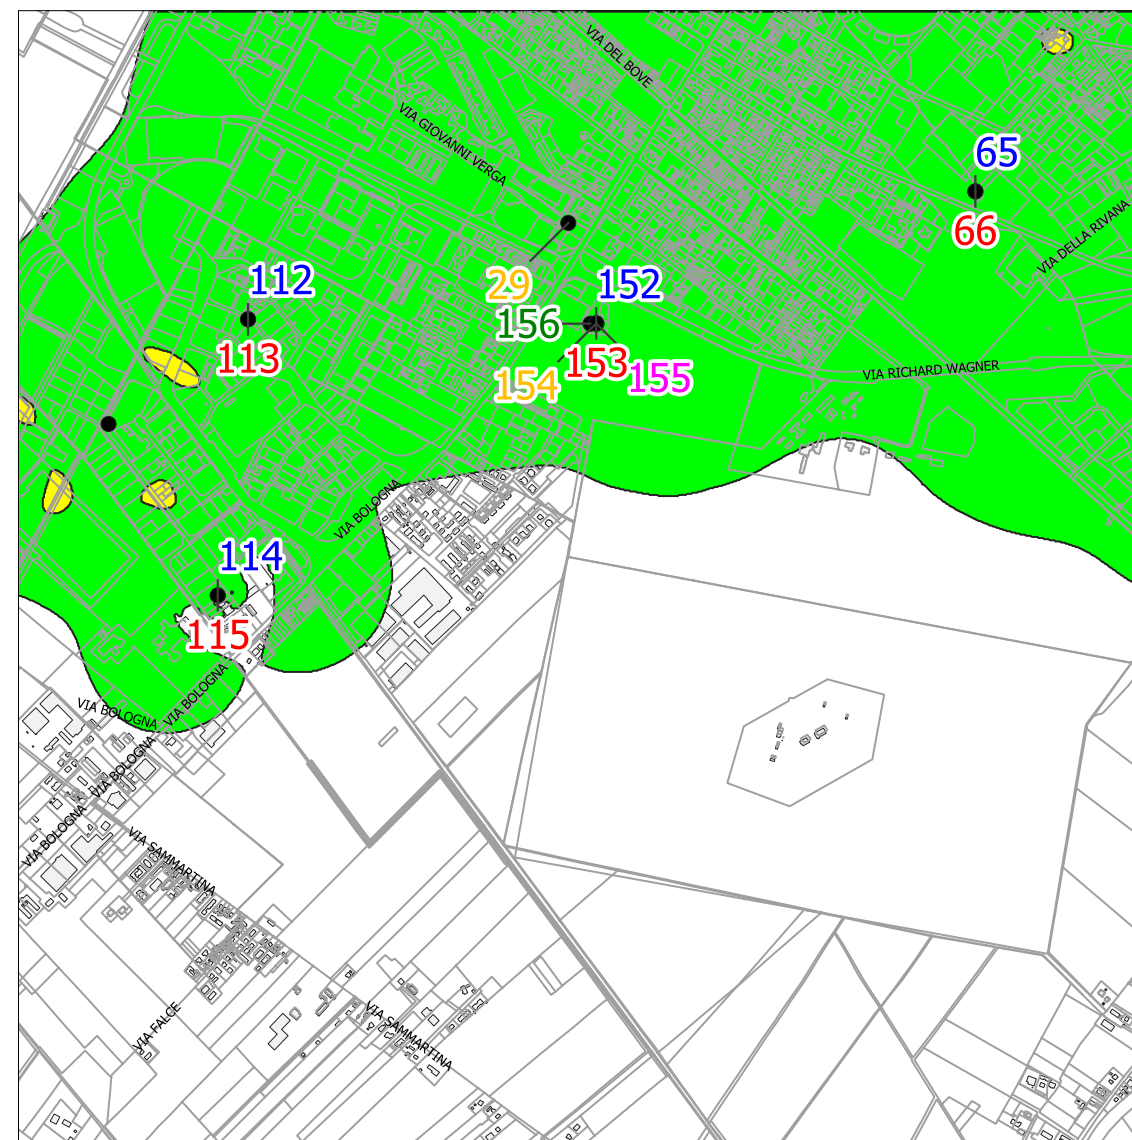 VIA DEL BOVE
VIA GIOVANNI VERGA
65
66
VIA DELLA RIVANA
29
112
152
156
113
153
154
155
VIA RICHARD WAGNER
VIA BOLOGNA
114
115
VIA BOLOGNA
VIA BOLOGNA
VIA BOLOGNA
VIA BOLOGNA
VIA SAMMARTINA
VIA FALCE
VIA SAMMARTINA